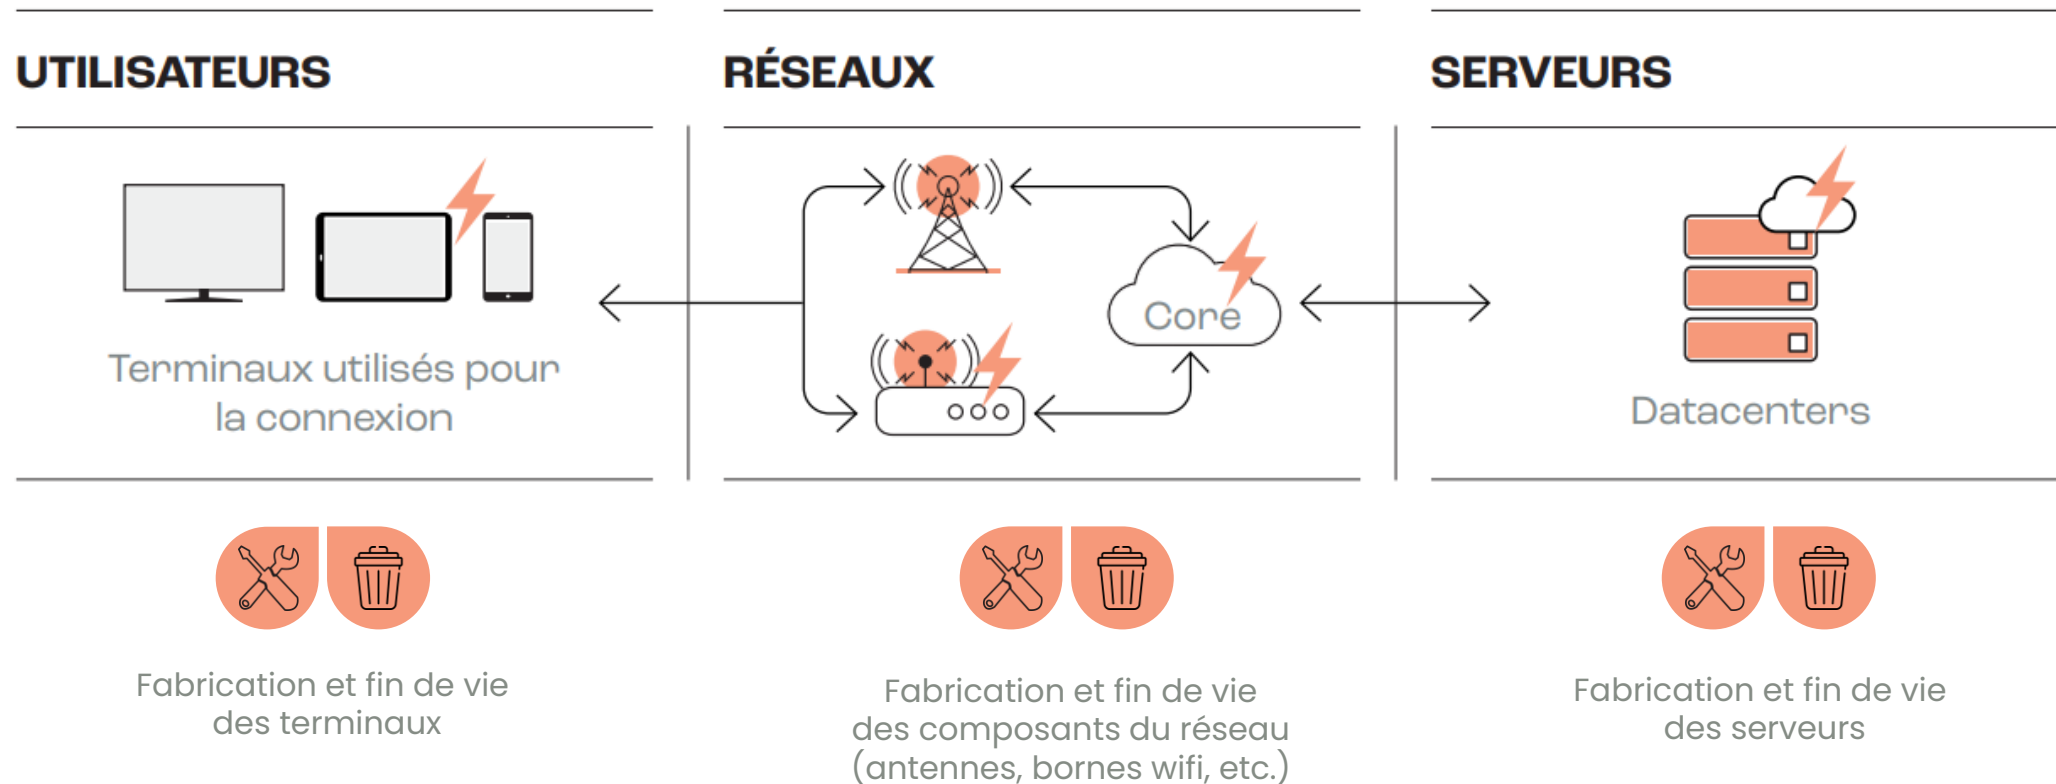 UTILISATEURS
RÉSEAUX
SERVEURS
Terminaux utilisés pour
la connexion
Core
Datacenters
Fabrication et fin de vie
des terminaux
Fabrication et fin de vie
des composants du réseau
(antennes, bornes wifi, etc.)
Fabrication et fin de vie
des serveurs